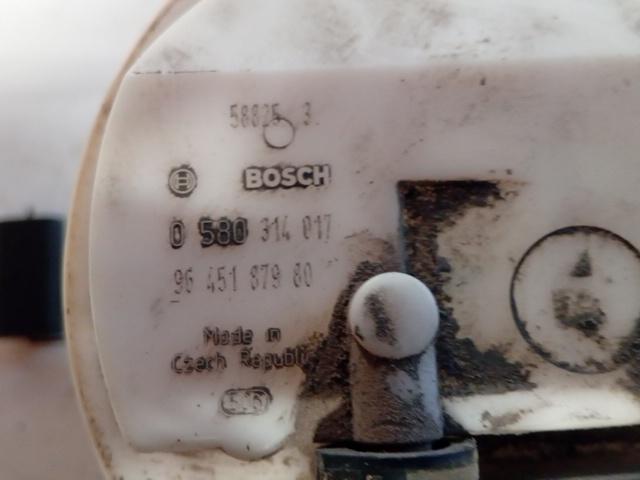 58825 3
BOSCH
0 580 314 017
96 451 879 80
Made in
Czech Republic